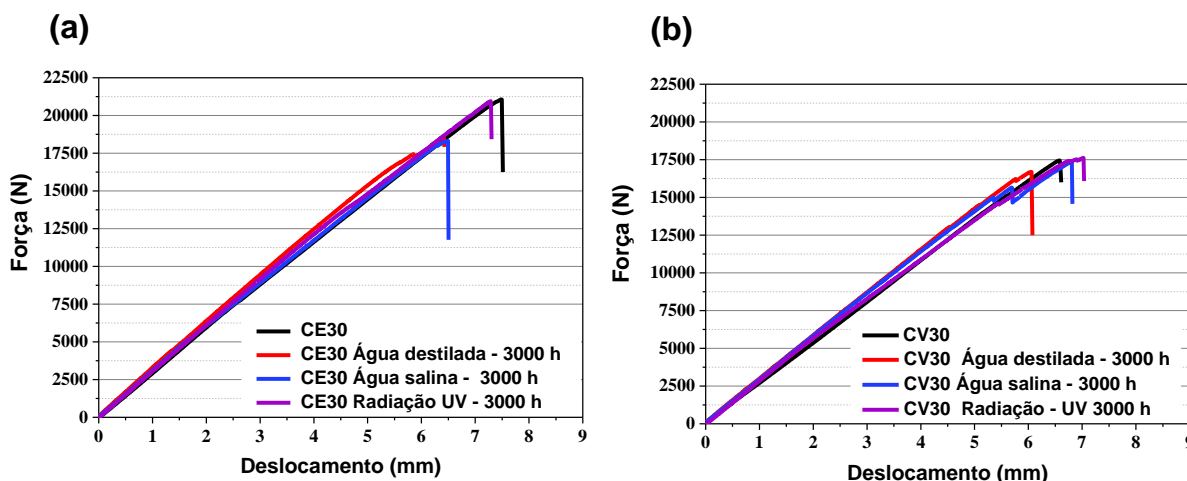 (a)
22500
20000
17500
15000
12500
10000
7500
5000
2500
0
Força (N)
CE30
CE30 Água destilada - 3000 h
CE30 Água salina -  3000 h
CE30 Radiação UV - 3000 h
0 1 2 3 4 5 6 7 8 9
Deslocamento (mm)
(b)
22500
20000
17500
15000
12500
10000
7500
5000
2500
0
Força (N)
CV30
CV30  Água destilada - 3000 h
CV30 Água salina - 3000 h
CV30  Radiação - UV 3000 h
0 1 2 3 4 5 6 7 8 9
Deslocamento (mm)